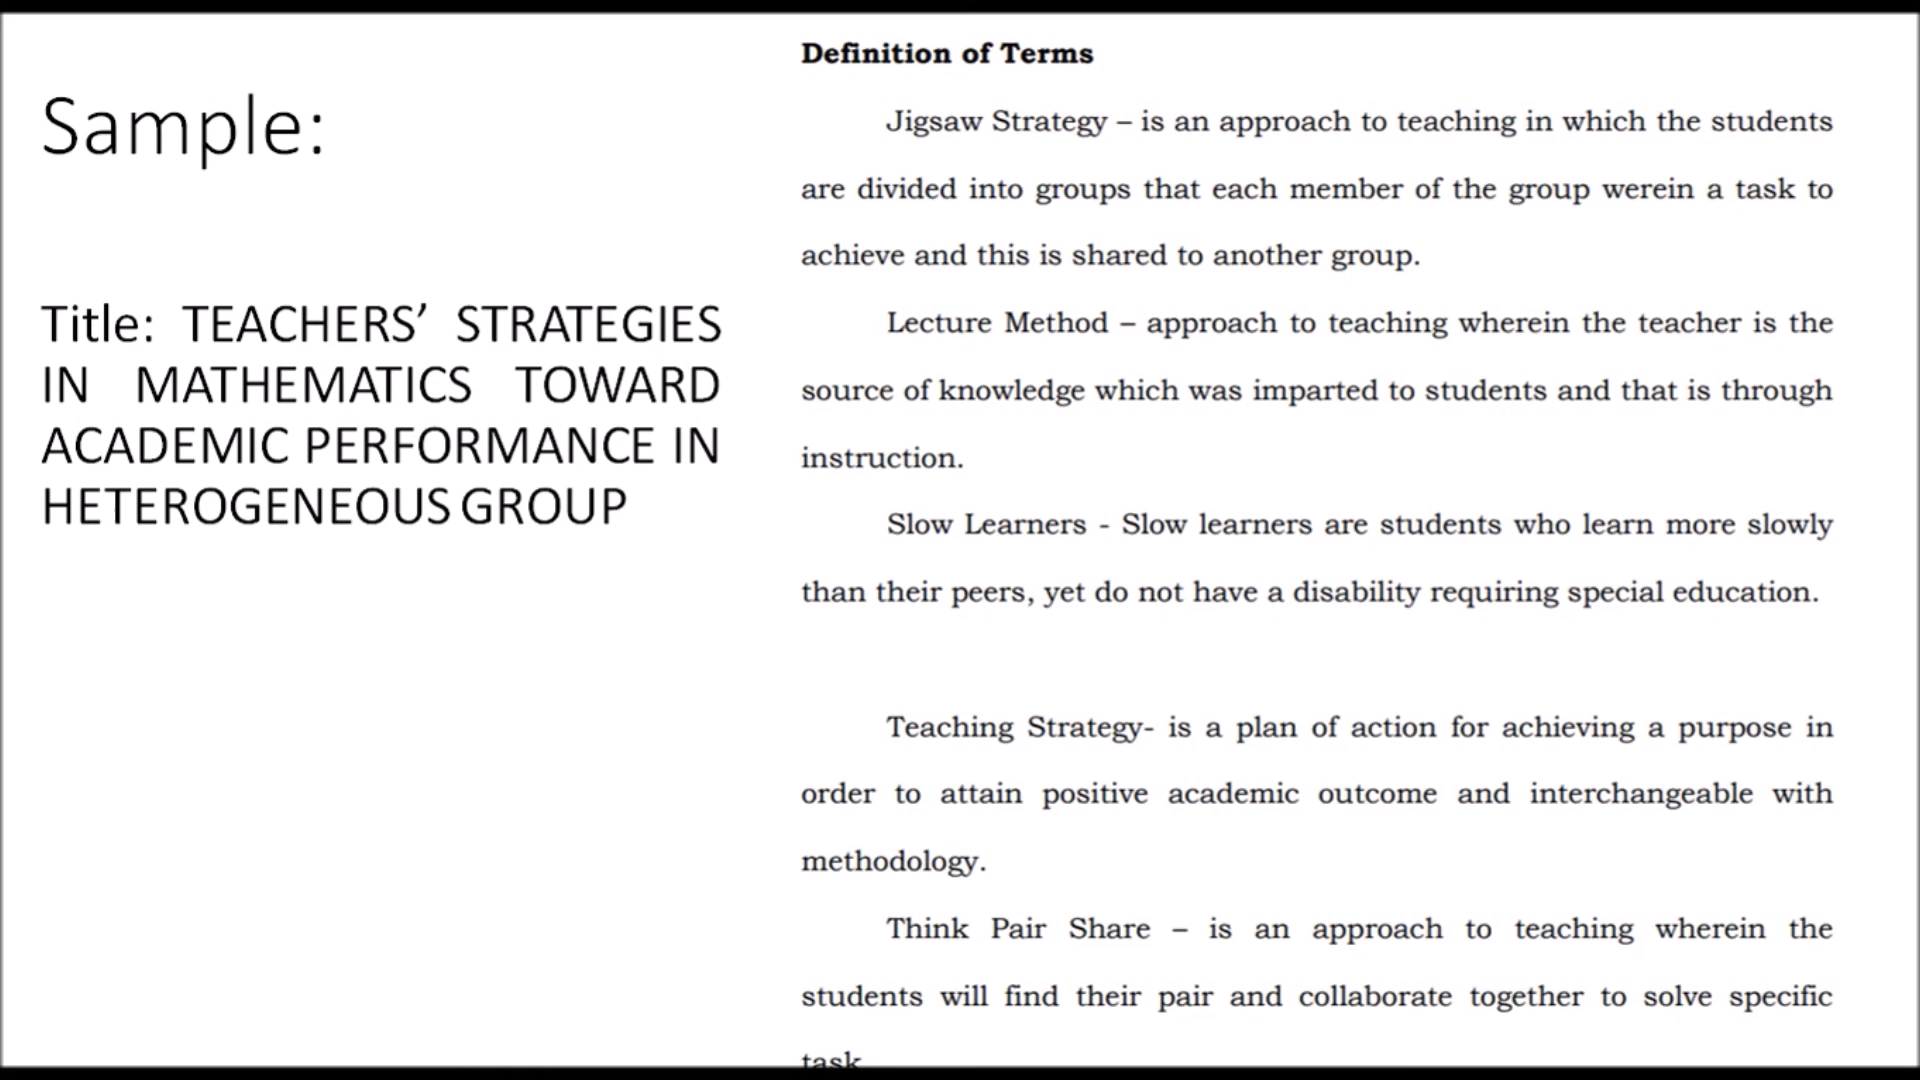 Sample:
Title: TEACHERS’ STRATEGIES
IN MATHEMATICS TOWARD
ACADEMIC PERFORMANCE IN
HETEROGENEOUS GROUP
Definition of Terms
Jigsaw Strategy – is an approach to teaching in which the students
are divided into groups that each member of the group werein a task to
achieve and this is shared to another group.
Lecture Method – approach to teaching wherein the teacher is the
source of knowledge which was imparted to students and that is through
instruction.
Slow Learners - Slow learners are students who learn more slowly
than their peers, yet do not have a disability requiring special education.
Teaching Strategy- is a plan of action for achieving a purpose in
order to attain positive academic outcome and interchangeable with
methodology.
Think Pair Share – is an approach to teaching wherein the
students will find their pair and collaborate together to solve specific
task.